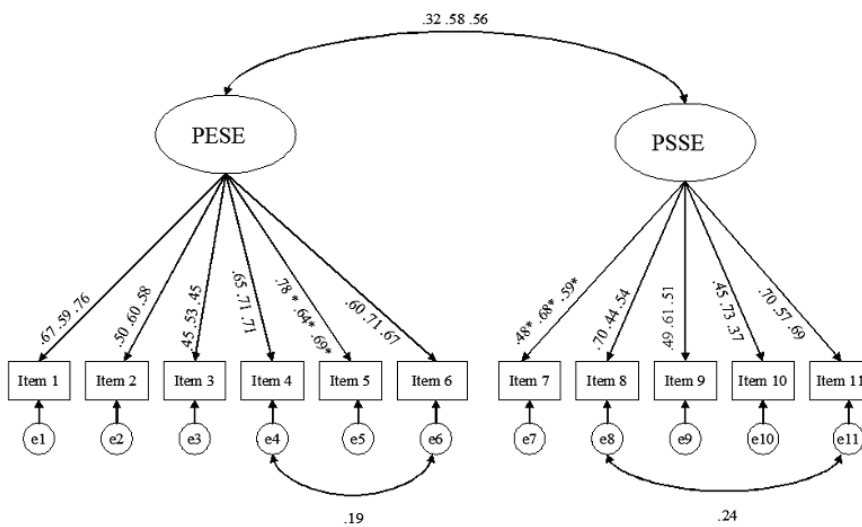 .32 .58 .56
PESE
PSSE
.67 .59 .76
.50 .60 .58
.45 .53 .45
.65 .71 .71
.78 * .64* .69*
.60 .71 .67
.48* .68* .59*
.70 .44 .54
.49 .61 .51
.45 .73 .37
.70 .57 .69
Item 1 Item 2 Item 3 Item 4 Item 5 Item 6 Item 7 Item 8 Item 9 Item 10 Item 11
e1 e2 e3 e4 e5 e6 e7 e8 e9 e10 e11
.19 .24